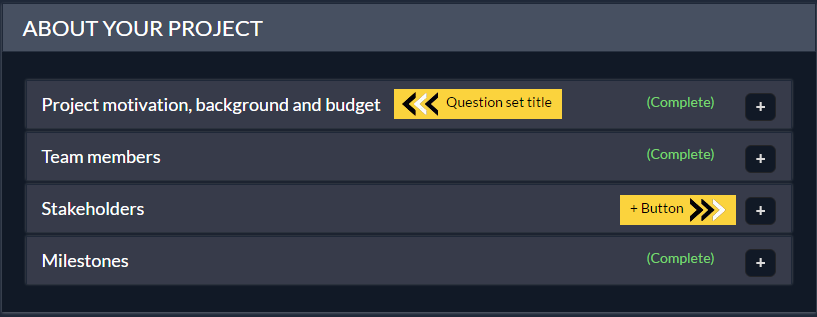 ABOUT YOUR PROJECT
Project motivation, background and budget Question set title (Complete) +
Team members (Complete) +
Stakeholders + Button +
Milestones (Complete) +